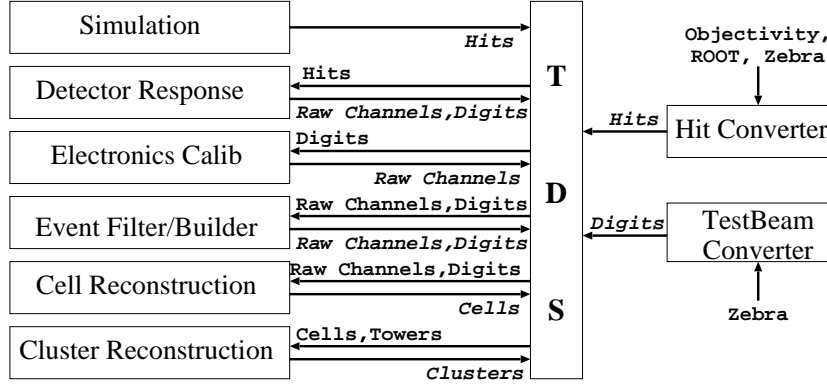 Simulation
Hits
Detector Response
Hits
Raw Channels,Digits
Electronics Calib
Digits
Raw Channels
Event Filter/Builder
Raw Channels,Digits
Raw Channels,Digits
Cell Reconstruction
Raw Channels,Digits
Cells
Cluster Reconstruction
Cells,Towers
Clusters
T
D
S
Objectivity,
ROOT, Zebra
Hits
Hit Converter
Digits
TestBeam
Converter
Zebra